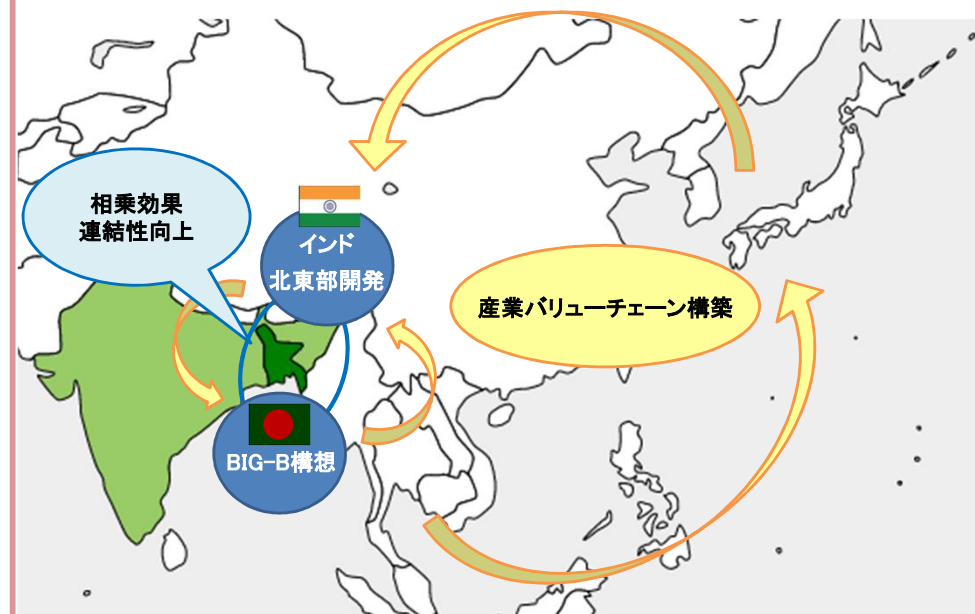 相乗効果
連結性向上
インド
北東部開発
産業バリューチェーン構築
BIG-B構想